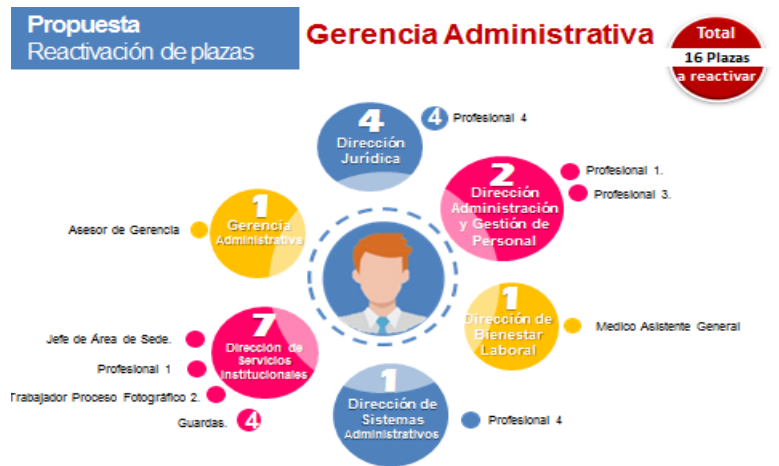 Propuesta
Reactivación de plazas
Gerencia Administrativa
Total
16 Plazas
a reactivar
4
Dirección
Jurídica
4 Profesional 4
2
Dirección
Administración
y Gestión de
Personal
Profesional 1.
Profesional 3.
1
Gerencia
Administrativa
Asesor de Gerencia
1
Dirección de
Bienestar
Laboral
Medico Asistente General
7
Dirección de
Servicios
Institucionales
Jefe de Área de Sede.
Profesional 1
Trabajador Proceso Fotográfico 2.
Guardas. 4
1
Dirección de
Sistemas
Administrativos
Profesional 4